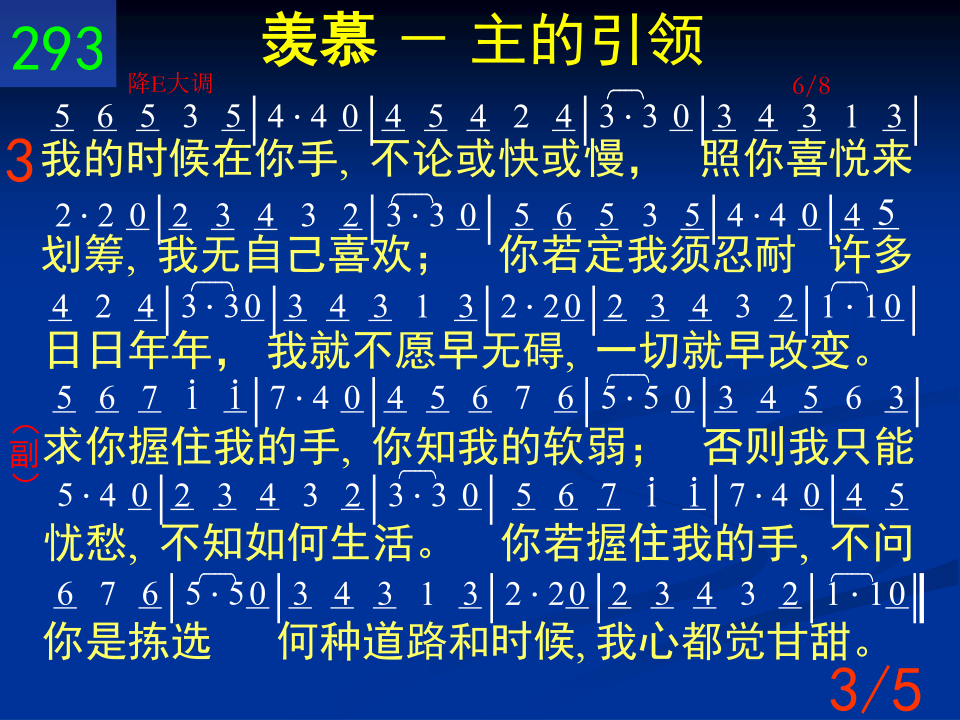 293
羡慕 － 主的引领
降E大调 6/8
5 6 5 3 5|4·4 0|4 5 4 2 4|3·3 0|3 4 3 1 3|
3 我的时候在你手, 不论或快或慢， 照你喜悦来
2·2 0|2 3 4 3 2|3·3 0|5 6 5 3 5|4·4 0|4 5
划筹, 我无自己喜欢； 你若定我须忍耐 许多
4 2 4|3·3 0|3 4 3 1 3|2·2 0|2 3 4 3 2|1·1 0|
日日年年， 我就不愿早无碍, 一切就早改变。
5 6 7 i i|7·4 0|4 5 6 7 6|5·5 0|3 4 5 6 3|
（副） 求你握住我的手, 你知我的软弱； 否则我只能
5·4 0|2 3 4 3 2|3·3 0|5 6 7 i i|7·4 0|4 5
忧愁, 不知如何生活。 你若握住我的手, 不问
6 7 6|5·5 0|3 4 3 1 3|2·2 0|2 3 4 3 2|1·1 0‖
你是拣选 何种道路和时候, 我心都觉甘甜。
3/5